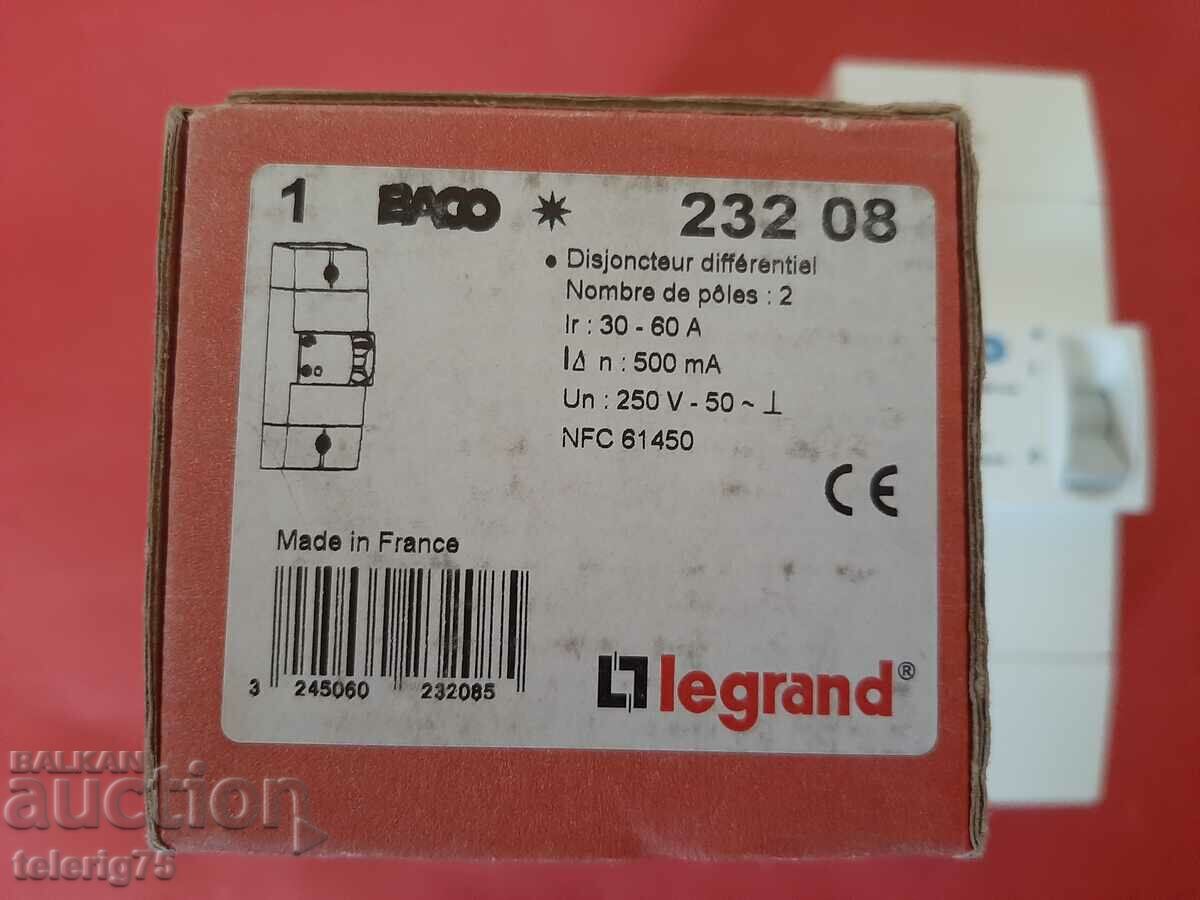 1 BACO 232 08
• Disjoncteur différentiel
Nombre de pôles : 2
Ir : 30 - 60 A
I∆ n : 500 mA
Un : 250 V - 50 ~ ⊥
NFC 61450
CE
Made in France
3 245060 232085
legrand®
BALKAN
auction
telerig75